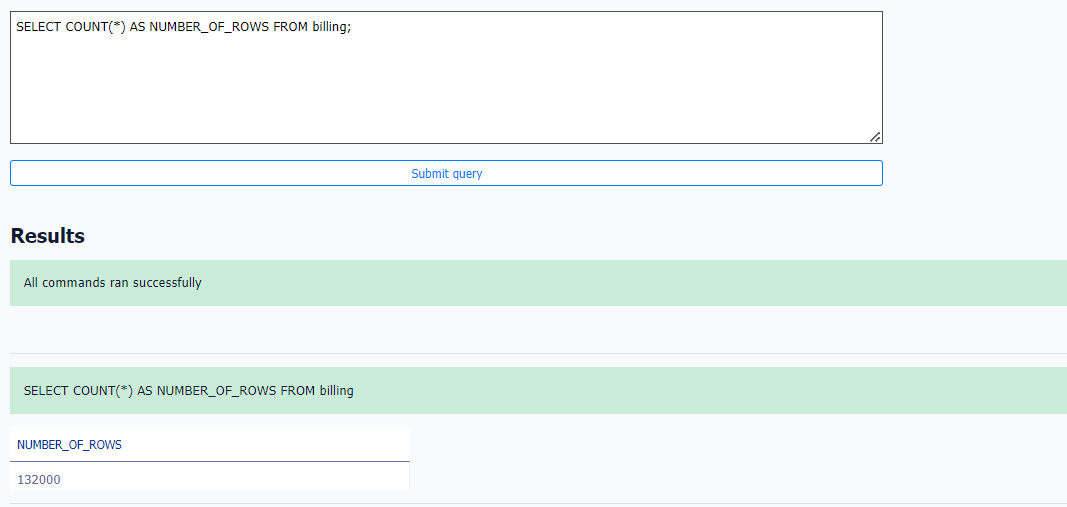 SELECT COUNT(*) AS NUMBER_OF_ROWS FROM billing;
Submit query
Results
All commands ran successfully
SELECT COUNT(*) AS NUMBER_OF_ROWS FROM billing
NUMBER_OF_ROWS
132000